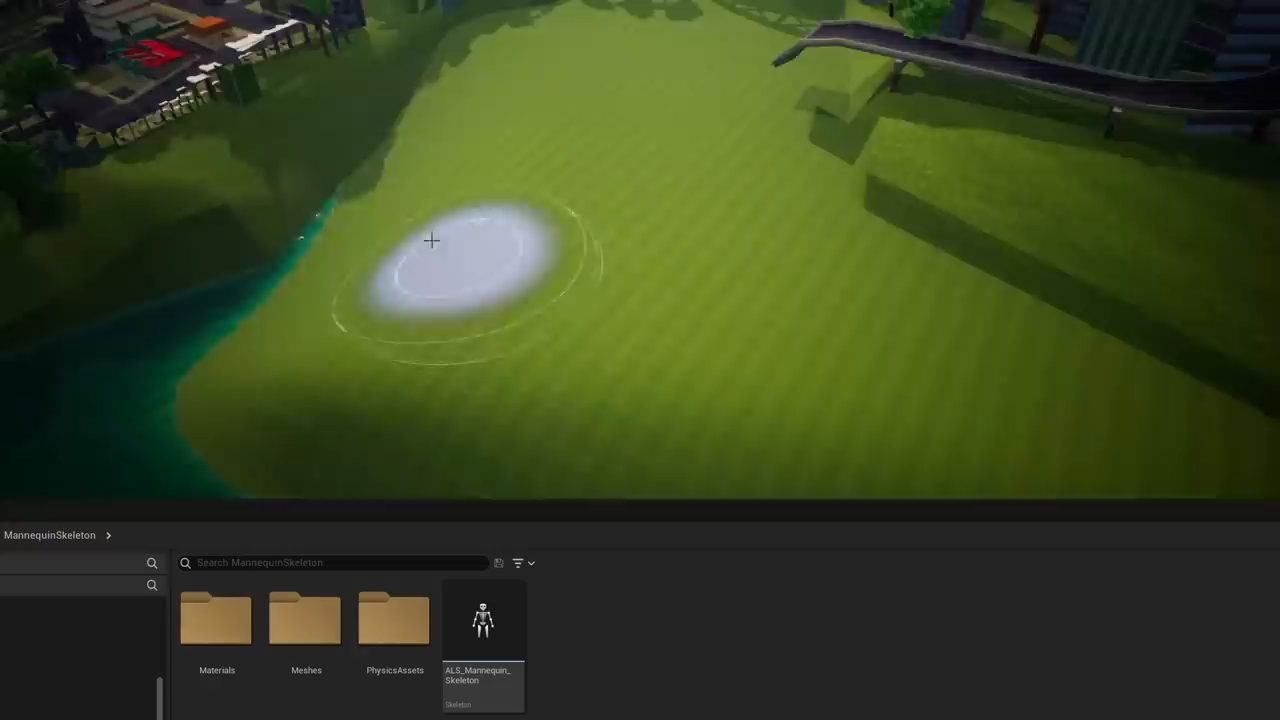 MannequinSkeleton
Search MannequinSkeleton
Materials
Meshes
PhysicsAssets
ALS_Mannequin_
Skeleton
Skeleton